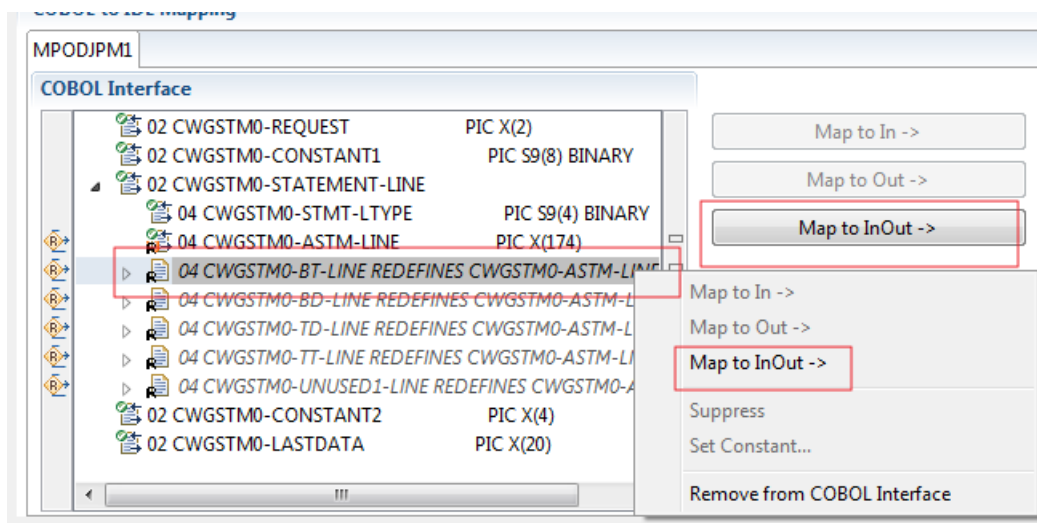 COBOL to IDL Mapping
MPODJPM1
COBOL Interface
02 CWGSTM0-REQUEST PIC X(2)
02 CWGSTM0-CONSTANT1 PIC S9(8) BINARY
02 CWGSTM0-STATEMENT-LINE
04 CWGSTM0-STMT-LTYPE PIC S9(4) BINARY
04 CWGSTM0-ASTM-LINE PIC X(174)
04 CWGSTM0-BT-LINE REDEFINES CWGSTM0-ASTM-LINE
04 CWGSTM0-BD-LINE REDEFINES CWGSTM0-ASTM-L
04 CWGSTM0-TD-LINE REDEFINES CWGSTM0-ASTM-L
04 CWGSTM0-TT-LINE REDEFINES CWGSTM0-ASTM-LI
04 CWGSTM0-UNUSED1-LINE REDEFINES CWGSTM0-A
02 CWGSTM0-CONSTANT2 PIC X(4)
02 CWGSTM0-LASTDATA PIC X(20)
Map to In ->
Map to Out ->
Map to InOut ->
Map to In ->
Map to Out ->
Map to InOut ->
Suppress
Set Constant...
Remove from COBOL Interface